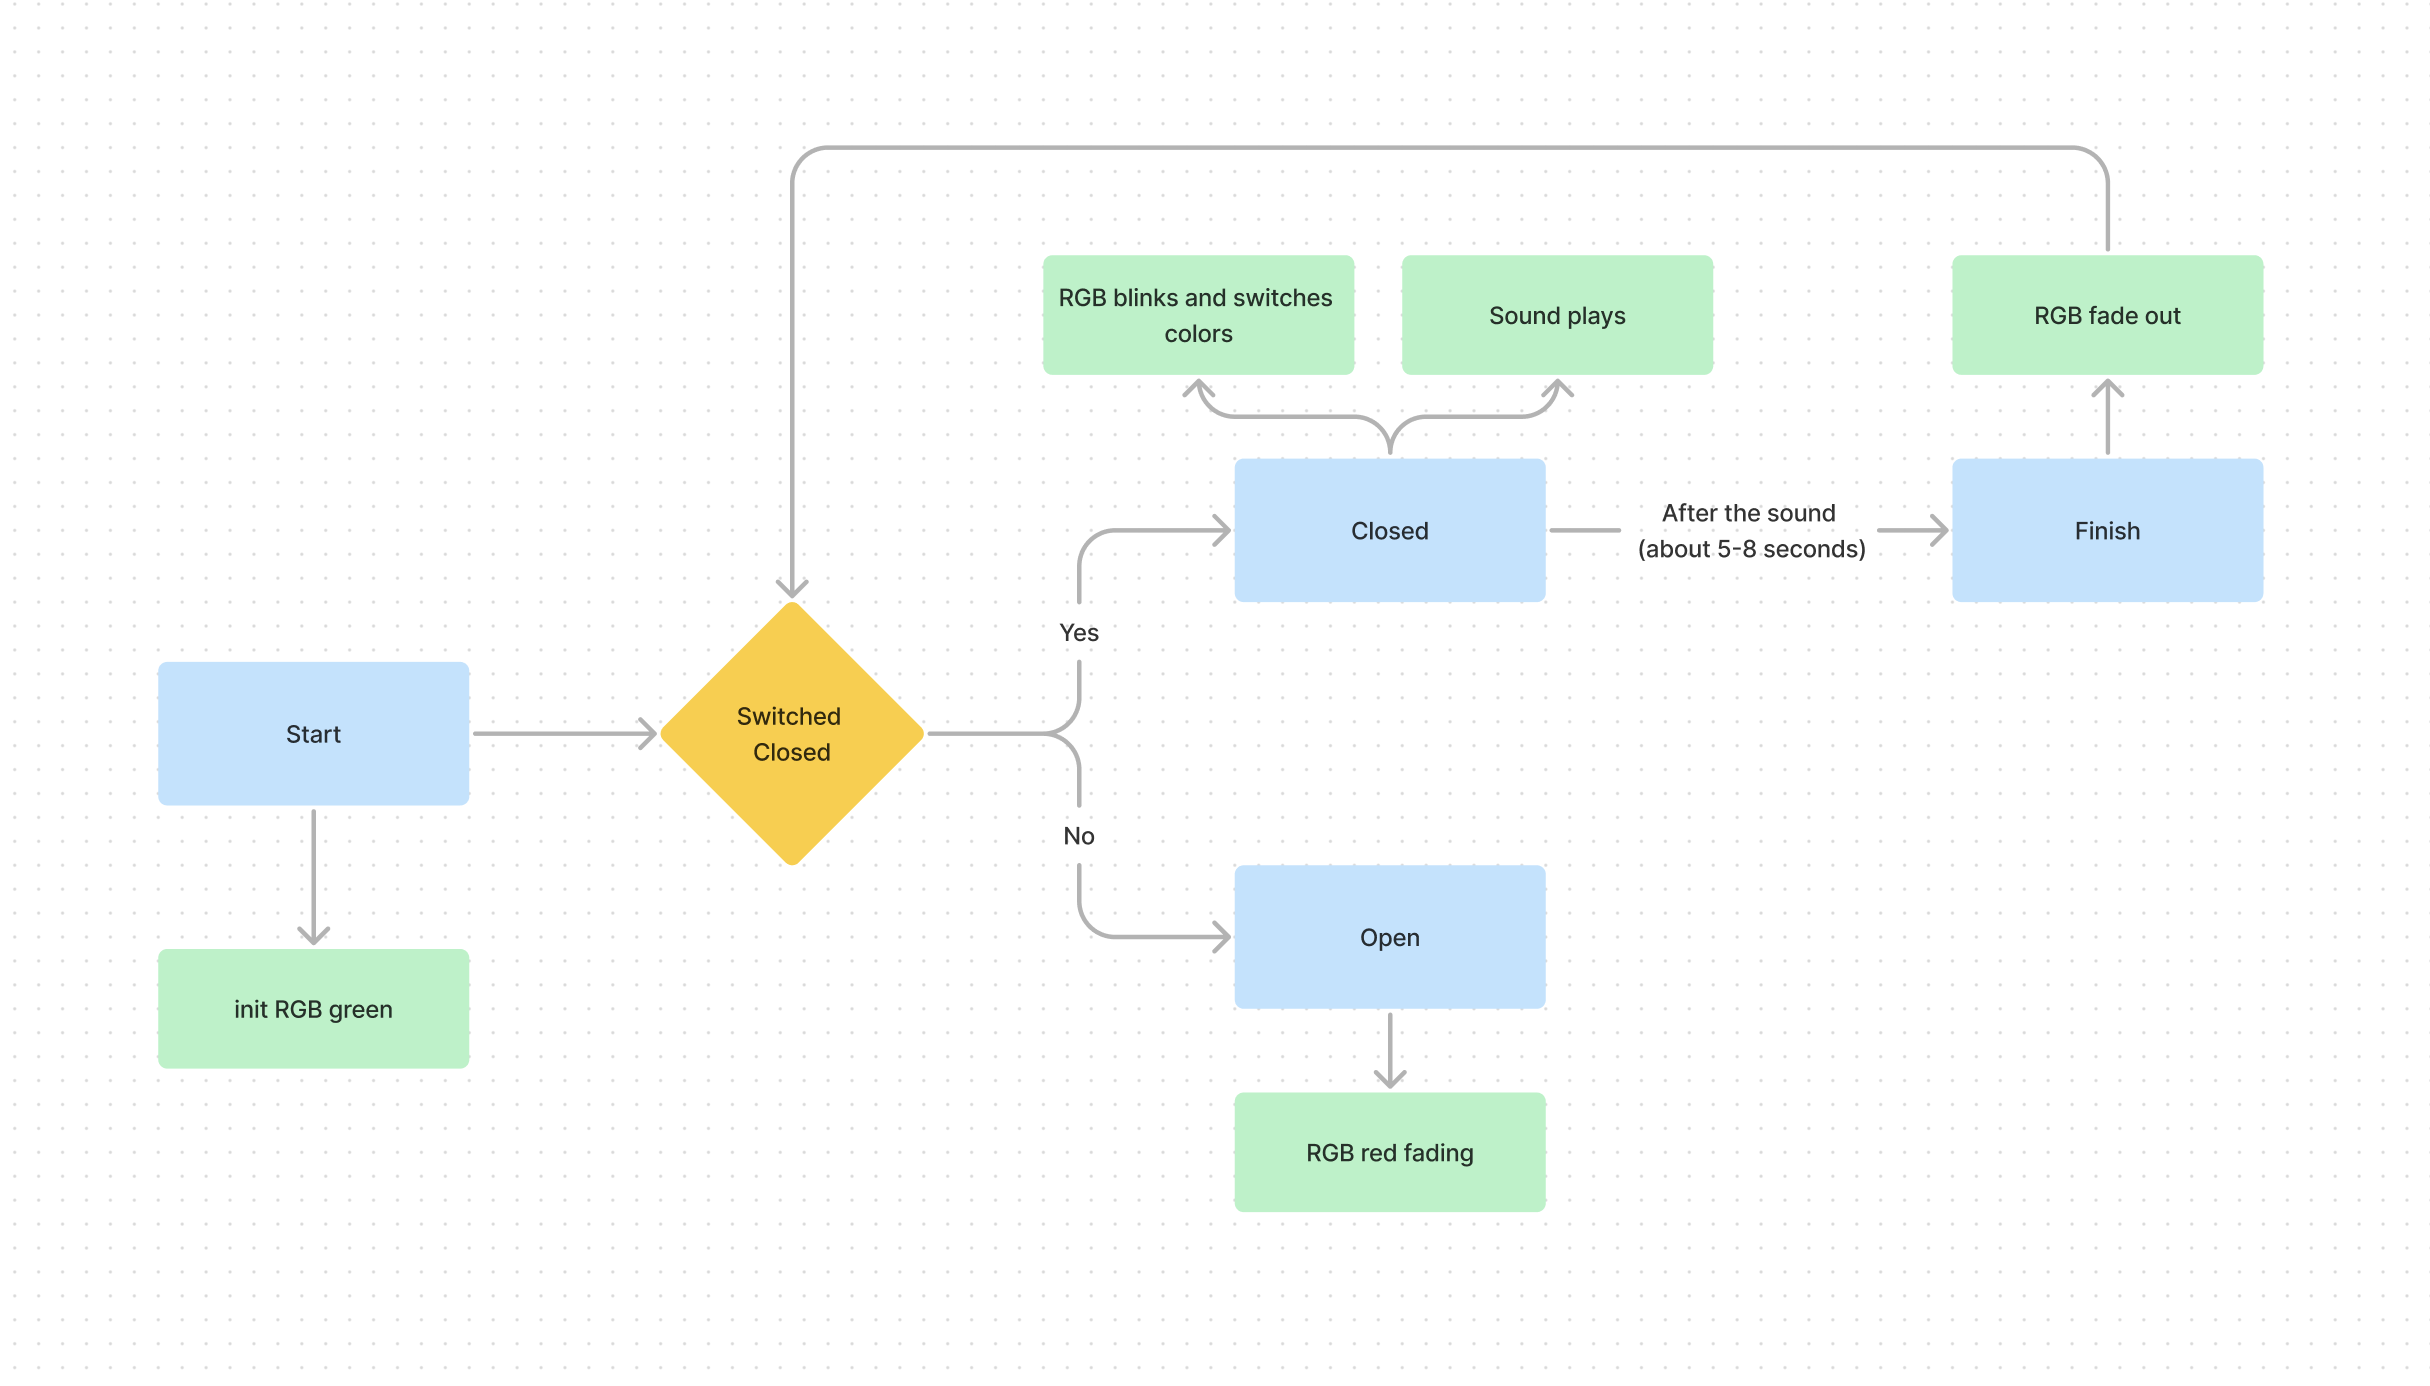 RGB blinks and switches
colors
Sound plays
RGB fade out
Closed
After the sound
(about 5-8 seconds)
Finish
Yes
Start
Switched
Closed
No
Open
init RGB green
RGB red fading